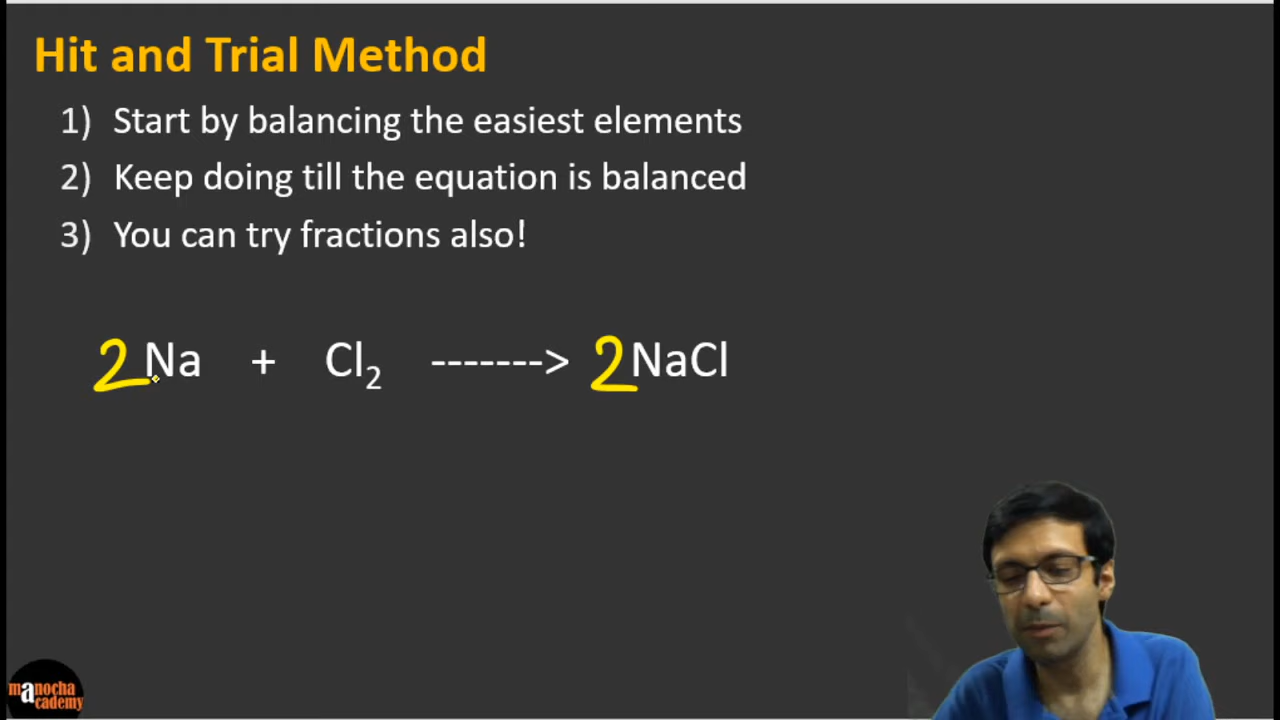 Hit and Trial Method
1) Start by balancing the easiest elements
2) Keep doing till the equation is balanced
3) You can try fractions also!
2Na + Cl₂ -------> 2NaCl
manocha
academy